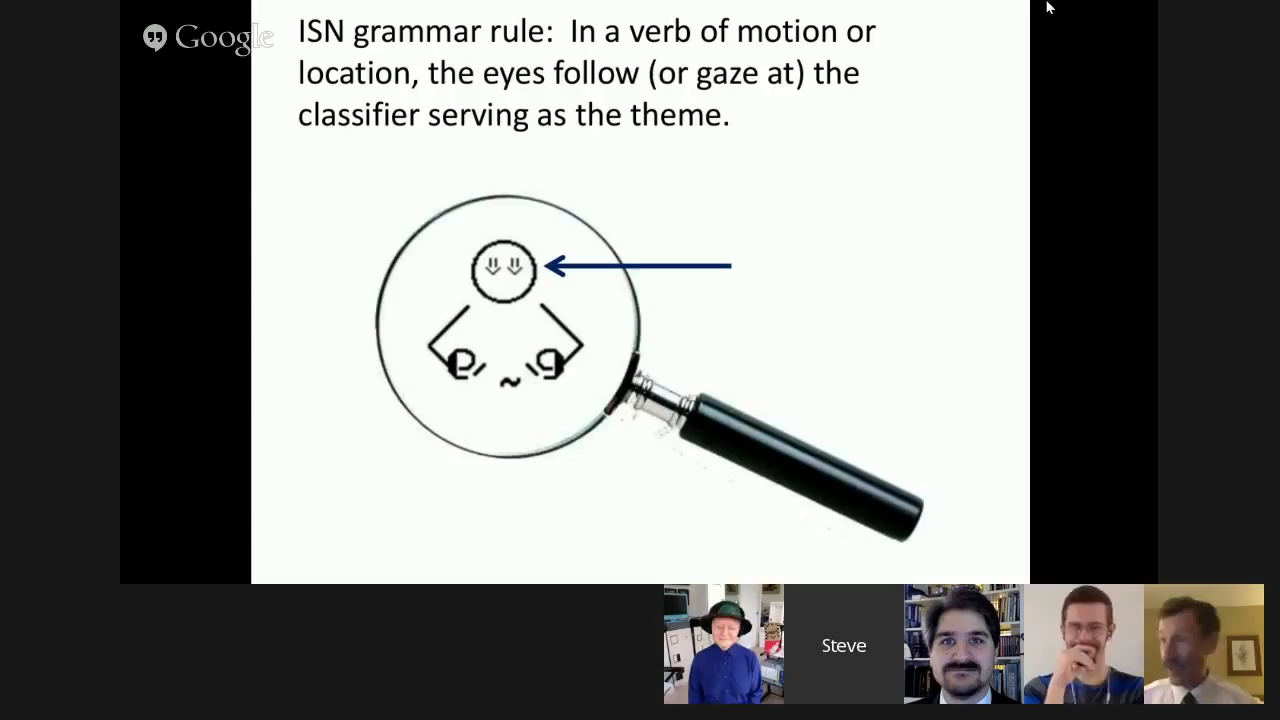 Google
ISN grammar rule:  In a verb of motion or
location, the eyes follow (or gaze at) the
classifier serving as the theme.
Steve